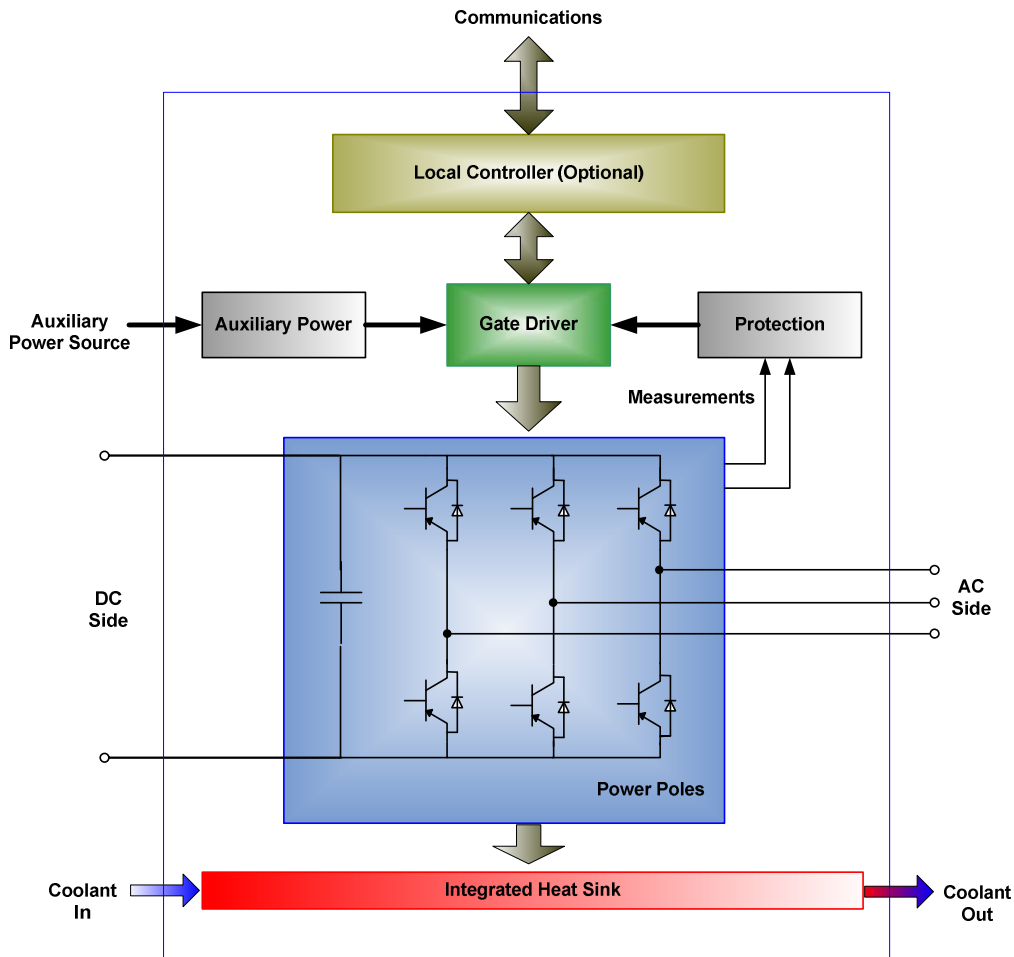 Communications
Local Controller (Optional)
Auxiliary
Power Source
Auxiliary Power
Gate Driver
Protection
Measurements
DC
Side
AC
Side
Power Poles
Coolant
In
Integrated Heat Sink
Coolant
Out